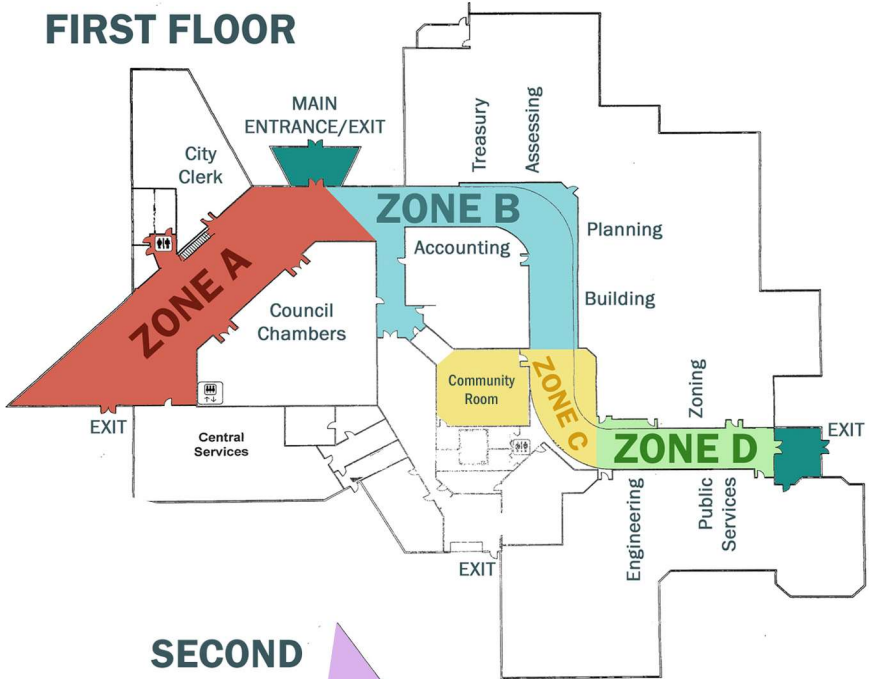 FIRST FLOOR
MAIN
ENTRANCE/EXIT
City
Clerk
Treasury
Assessing
ZONE A
ZONE B
Accounting
Planning
Building
Council
Chambers
Community
Room
ZONE C
Zoning
EXIT
Central
Services
ZONE D
EXIT
Engineering
Public
Services
EXIT
SECOND